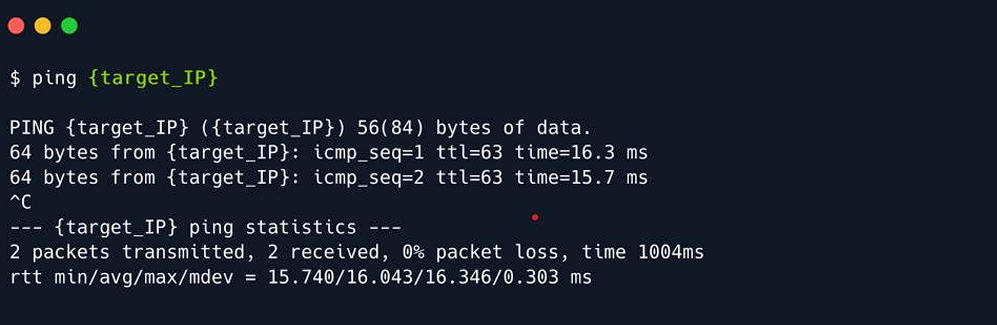 $ ping {target_IP}
PING {target_IP} ({target_IP}) 56(84) bytes of data.
64 bytes from {target_IP}: icmp_seq=1 ttl=63 time=16.3 ms
64 bytes from {target_IP}: icmp_seq=2 ttl=63 time=15.7 ms
^C
--- {target_IP} ping statistics ---
2 packets transmitted, 2 received, 0% packet loss, time 1004ms
rtt min/avg/max/mdev = 15.740/16.043/16.346/0.303 ms